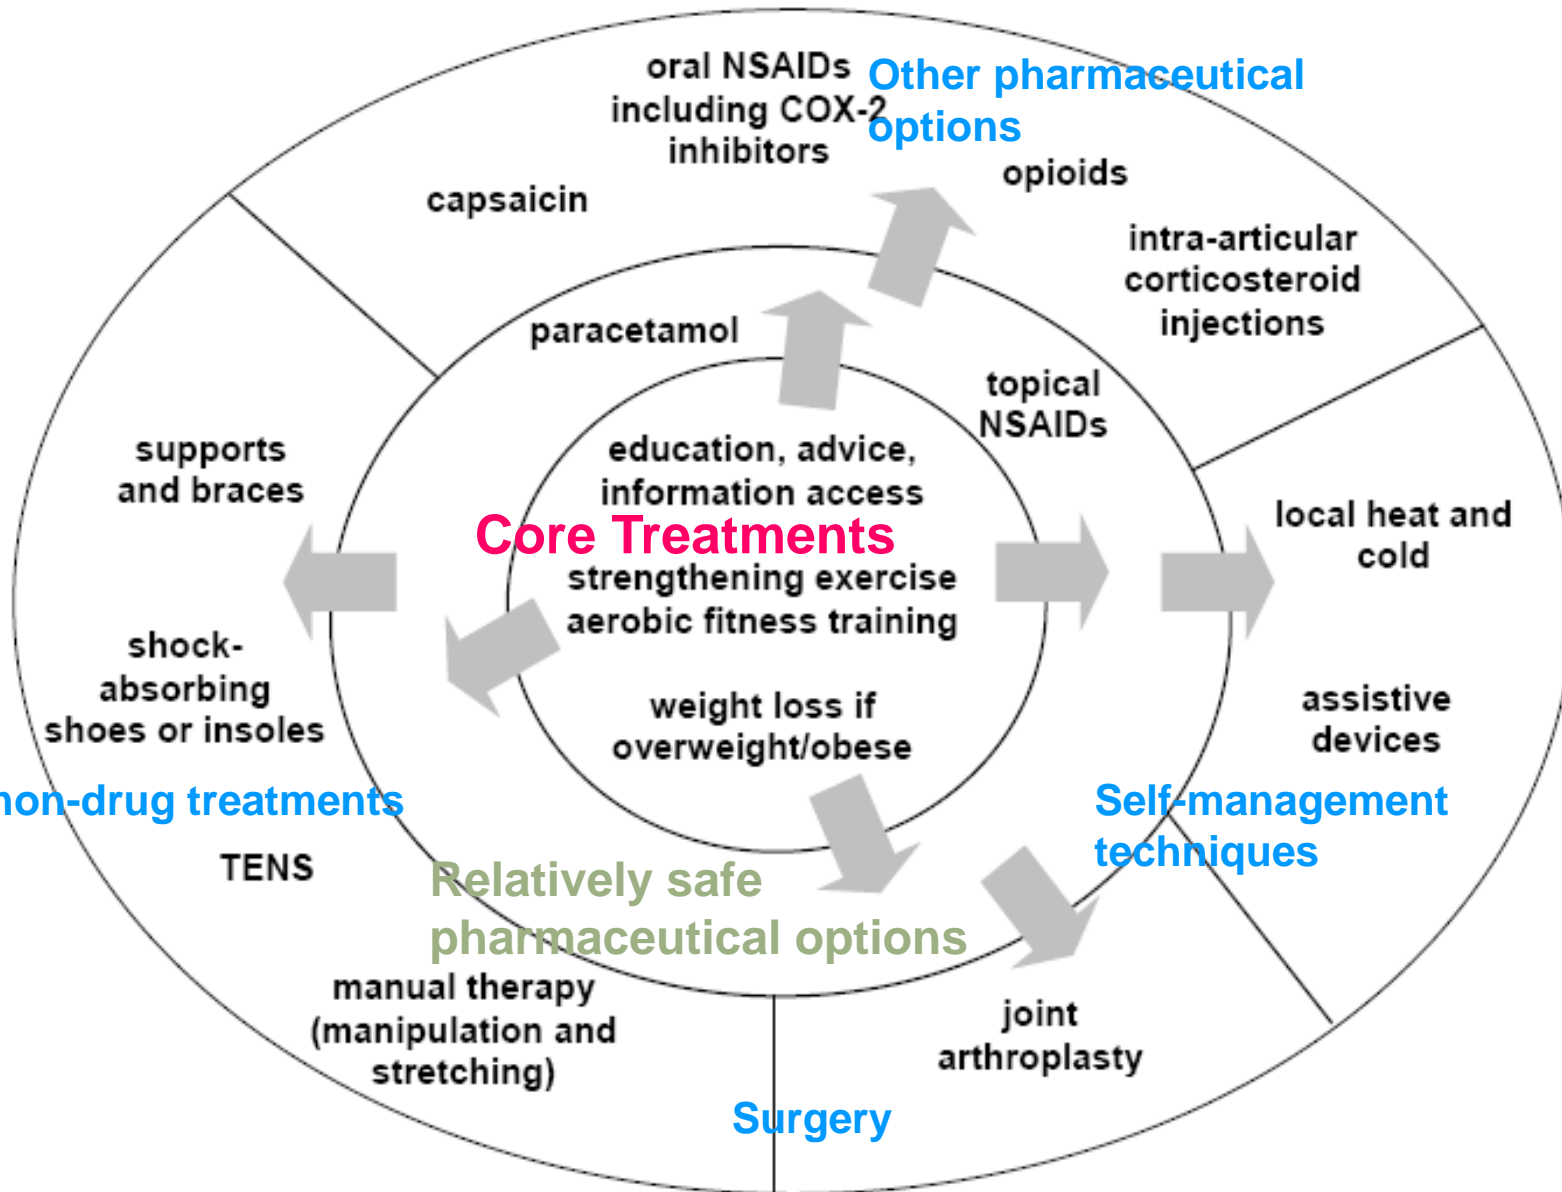 oral NSAIDs
including COX-2
inhibitors
Other pharmaceutical
options
opioids
capsaicin
intra-articular
corticosteroid
injections
paracetamol
topical
NSAIDs
supports
and braces
education, advice,
information access
Core Treatments
strengthening exercise
aerobic fitness training
weight loss if
overweight/obese
local heat and
cold
shock-
absorbing
shoes or insoles
assistive
devices
non-drug treatments
Self-management
techniques
TENS
Relatively safe
pharmaceutical options
manual therapy
(manipulation and
stretching)
joint
arthroplasty
Surgery